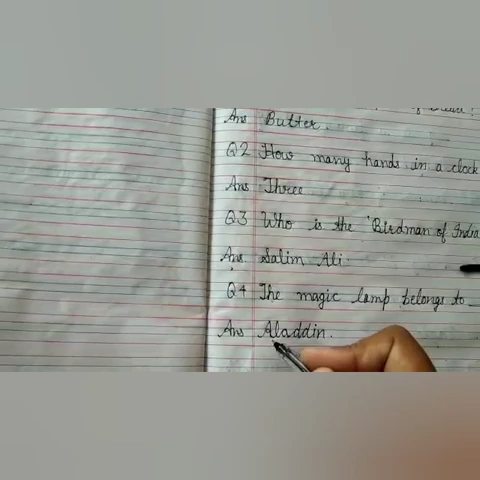 Ans Butter.
Q2 How many hands in a clock
Ans Three
Q3 Who is the 'Birdman of India
Ans Salim Ali.
Q4 The magic lamp belongs to _
Ans Aladdin.